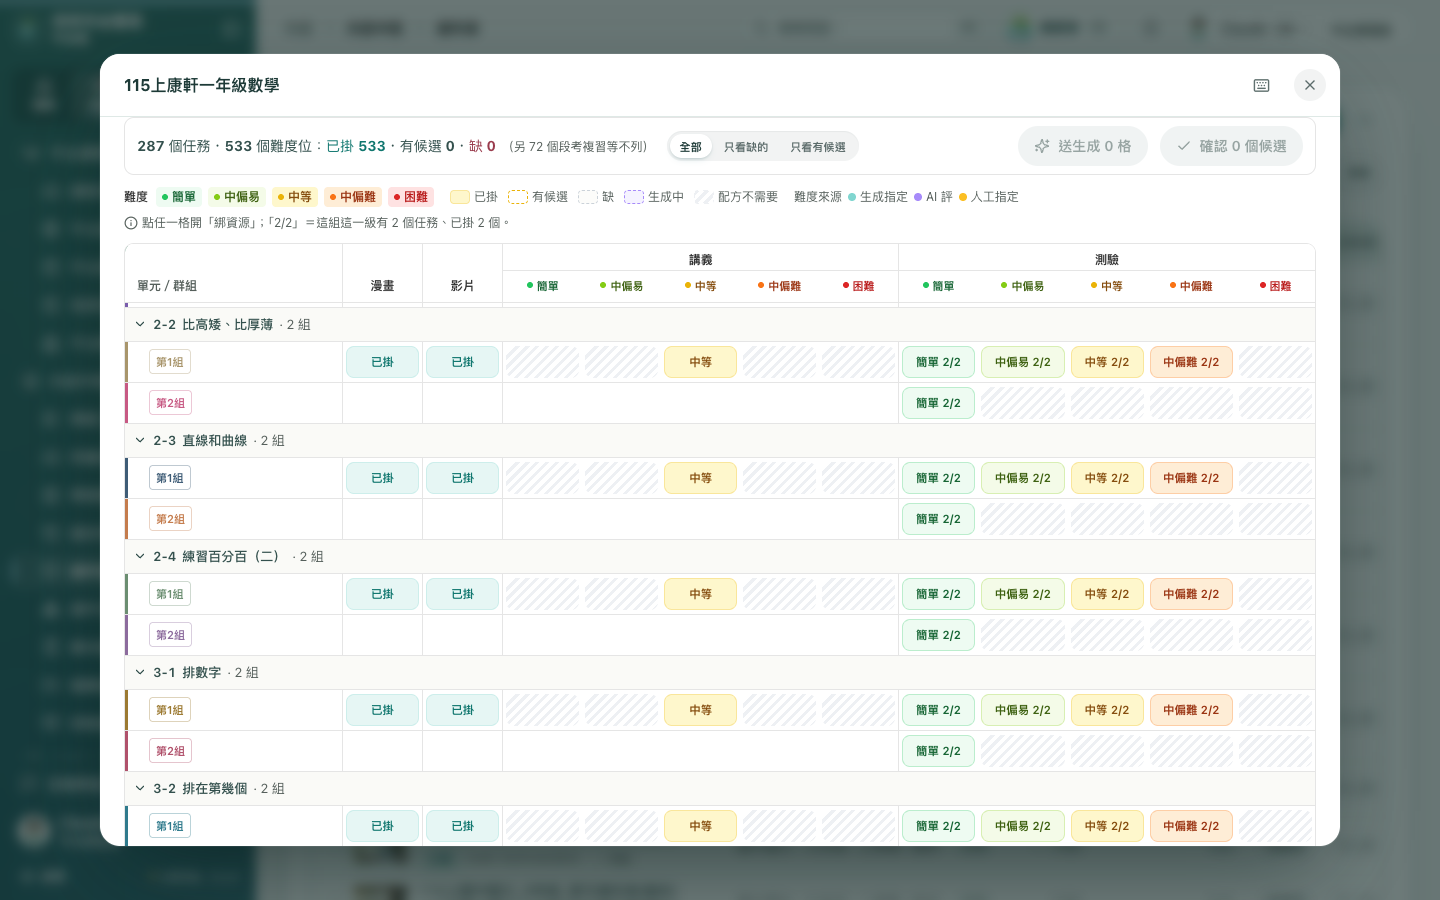 115上康軒一年級數學
287 個任務 · 533 個難度位：已掛 533 · 有候選 0 · 缺 0 （另 72 個段考複習等不列） 全部 只看缺的 只看有候選 送生成 0 格 確認 0 個候選
難度 簡單 中偏易 中等 中偏難 困難 已掛 有候選 缺 生成中 配方不需要 難度來源 生成指定 AI 評 人工指定
點任一格開「綁資源」；「2/2」＝這組這一級有 2 個任務、已掛 2 個。
單元 / 群組 漫畫 影片 講義 測驗
簡單 中偏易 中等 中偏難 困難 簡單 中偏易 中等 中偏難 困難
2-2 比高矮、比厚薄 · 2 組
第1組 已掛 已掛 中等 簡單 2/2 中偏易 2/2 中等 2/2 中偏難 2/2
第2組 簡單 2/2
2-3 直線和曲線 · 2 組
第1組 已掛 已掛 中等 簡單 2/2 中偏易 2/2 中等 2/2 中偏難 2/2
第2組 簡單 2/2
2-4 練習百分百（二） · 2 組
第1組 已掛 已掛 中等 簡單 2/2 中偏易 2/2 中等 2/2 中偏難 2/2
第2組 簡單 2/2
3-1 排數字 · 2 組
第1組 已掛 已掛 中等 簡單 2/2 中偏易 2/2 中等 2/2 中偏難 2/2
第2組 簡單 2/2
3-2 排在第幾個 · 2 組
第1組 已掛 已掛 中等 簡單 2/2 中偏易 2/2 中等 2/2 中偏難 2/2